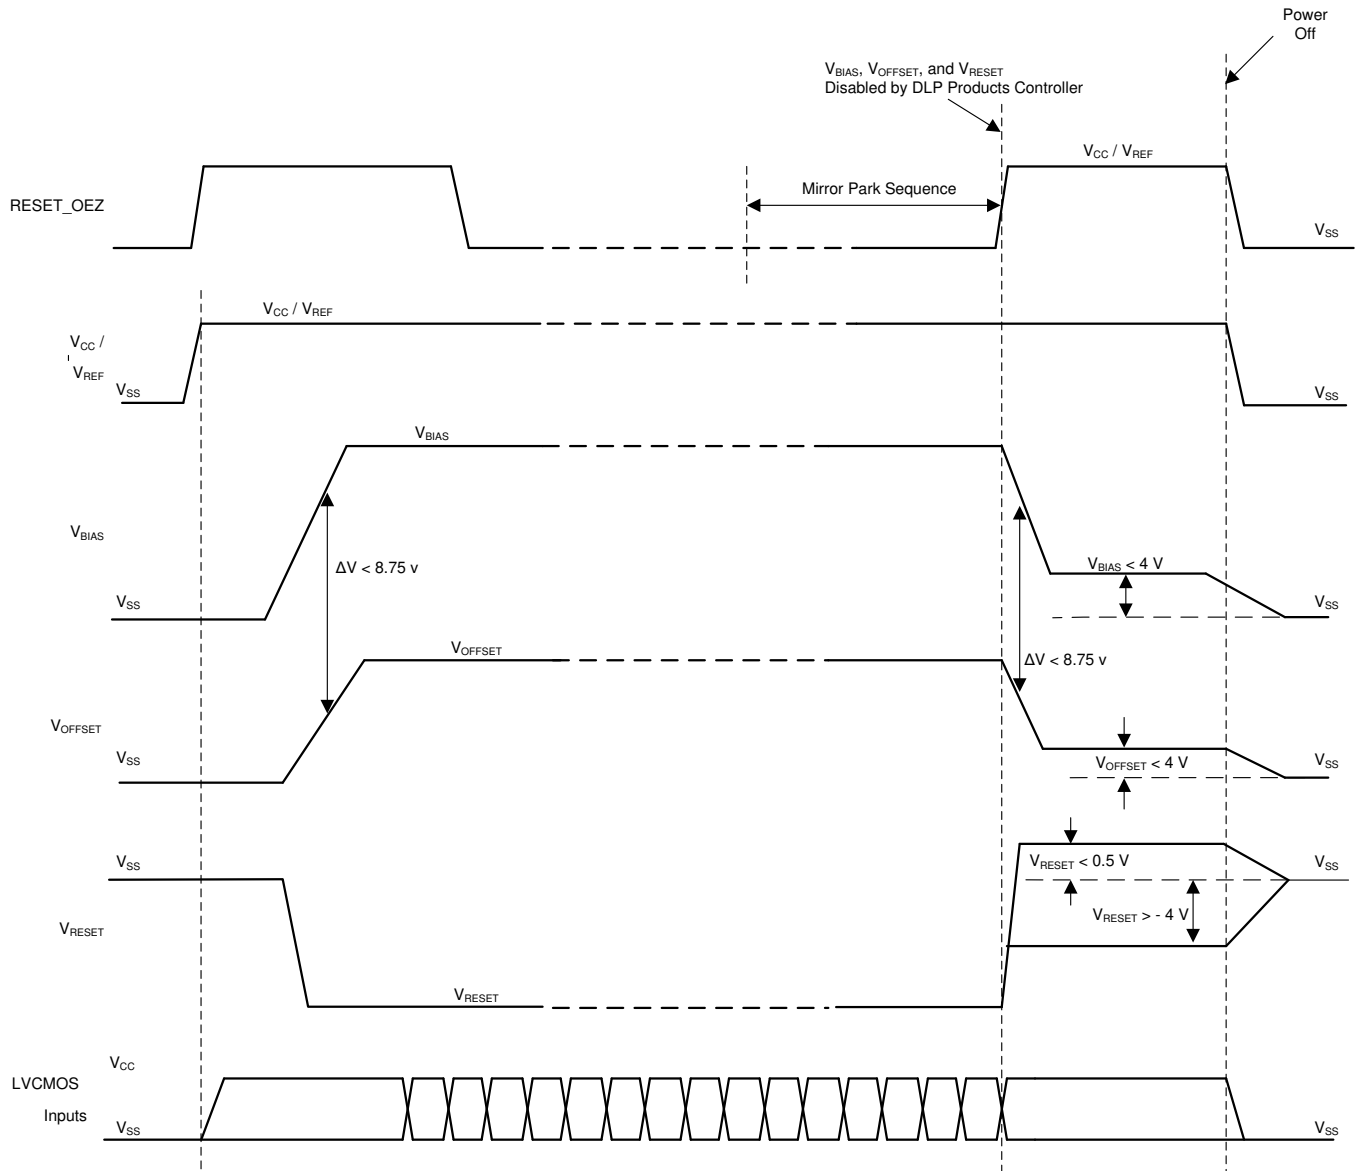 Power
Off
VBIAS, VOFFSET, and VRESET
Disabled by DLP Products Controller
VCC / VREF
Mirror Park Sequence
RESET_OEZ
VSS
VCC / VREF
VCC /
VREF
VSS
VSS
VBIAS
VBIAS
ΔV < 8.75 v
VBIAS < 4 V
VSS
VSS
VOFFSET
ΔV < 8.75 v
VOFFSET
VSS
VOFFSET < 4 V
VSS
VSS
VRESET < 0.5 V
VSS
VRESET > - 4 V
VRESET
VRESET
VCC
LVCMOS
Inputs
VSS
VSS